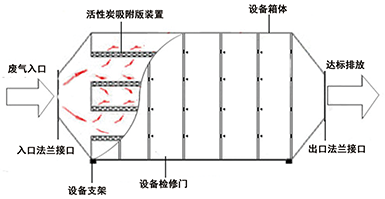 活性炭吸附版装置
设备箱体
废气入口
达标排放
入口法兰接口
出口法兰接口
设备支架
设备检修门